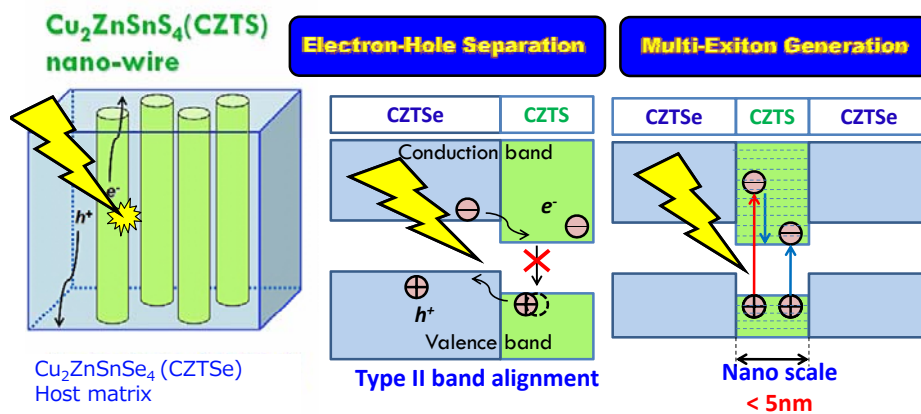 Cu₂ZnSnS₄(CZTS)
nano-wire
e⁻
h⁺
Cu₂ZnSnSe₄ (CZTSe)
Host matrix
Electron-Hole Separation
CZTSe
CZTS
Conduction band
e⁻
h⁺
Valence band
Type II band alignment
Multi-Exiton Generation
CZTSe
CZTS
CZTSe
Nano scale
< 5nm